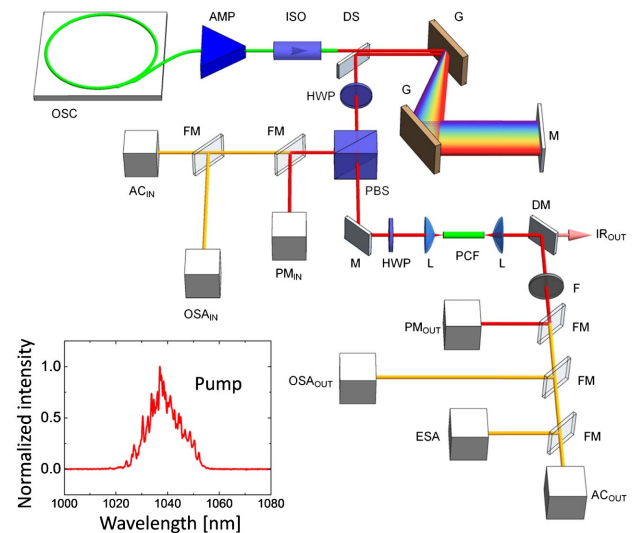 AMP
ISO
DS
G
OSC
HWP
G
M
FM
FM
AC_IN
PBS
DM
IR_OUT
M
HWP
L
PCF
L
PM_IN
OSA_IN
F
PM_OUT
FM
OSA_OUT
FM
ESA
FM
AC_OUT
Pump
Normalized intensity
1.0
0.5
0.0
1000
1020
1040
1060
1080
Wavelength [nm]